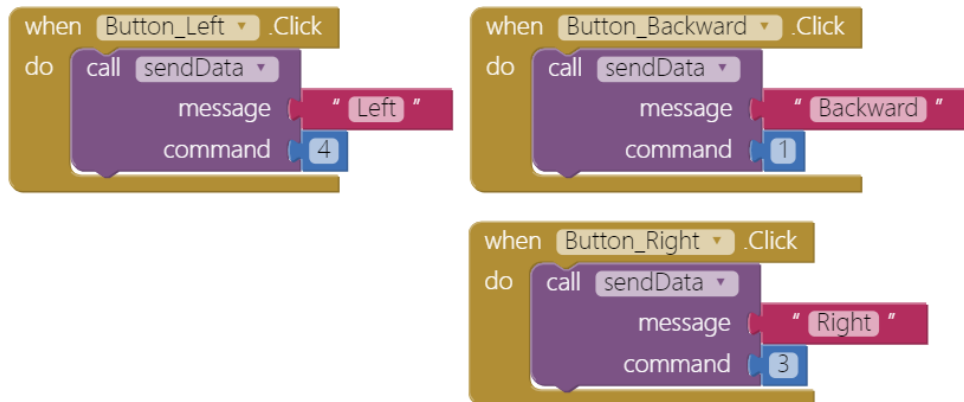 when Button_Left .Click
do call sendData
message " Left "
command 4
when Button_Backward .Click
do call sendData
message " Backward "
command 1
when Button_Right .Click
do call sendData
message " Right "
command 3